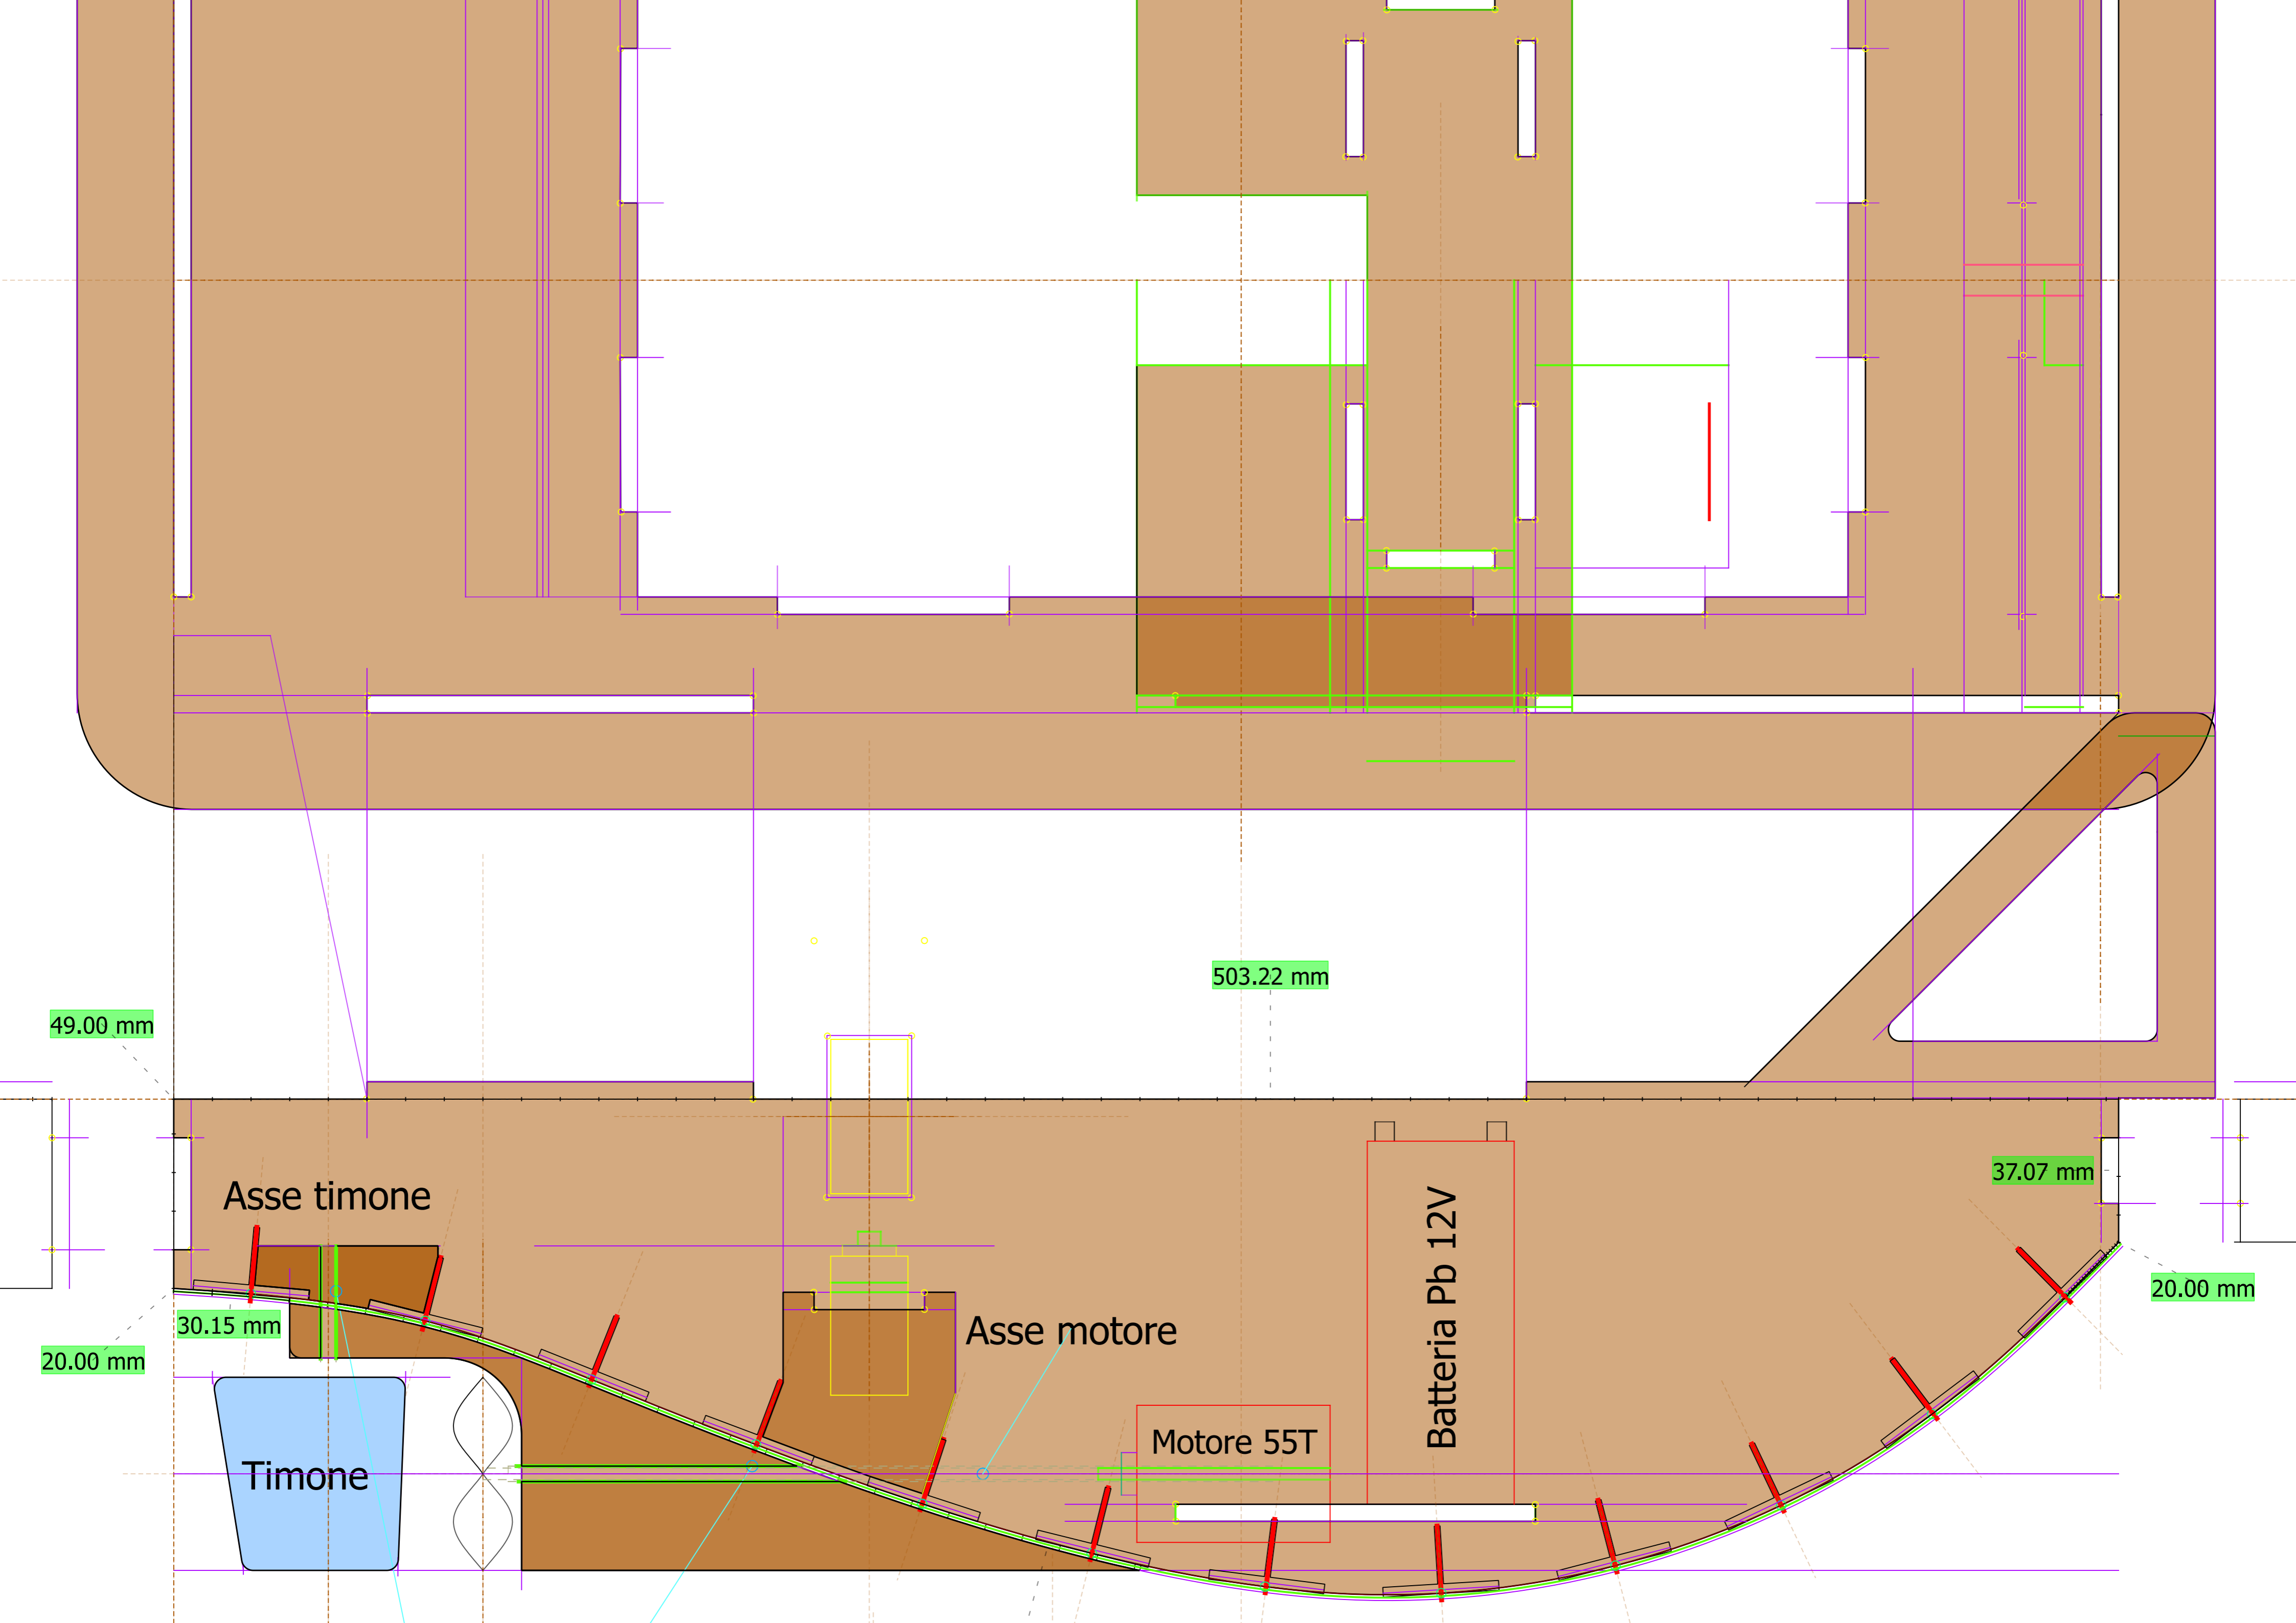 503.22 mm
49.00 mm
37.07 mm
Asse timone
20.00 mm
30.15 mm
Asse motore
20.00 mm
Batteria Pb 12V
Motore 55T
Timone